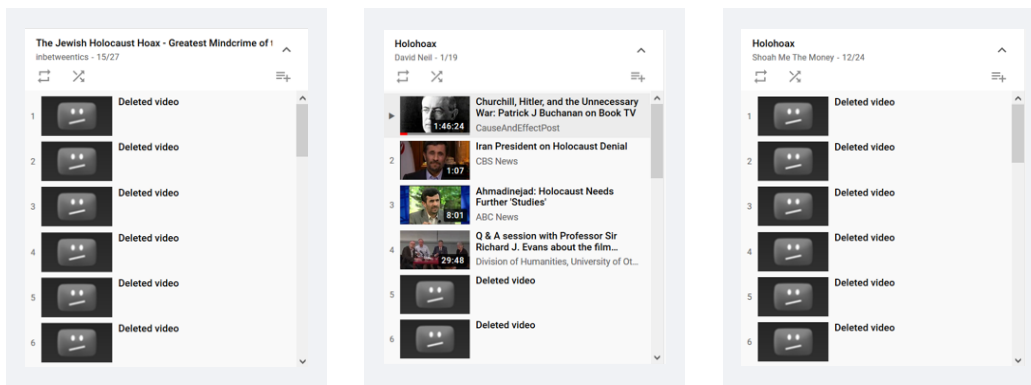 The Jewish Holocaust Hoax - Greatest Mindcrime of t
inbetweentics - 15/27
1
Deleted video
2
Deleted video
3
Deleted video
4
Deleted video
5
Deleted video
6
Deleted video
Holohoax
David Neil - 1/19
1:46:24
Churchill, Hitler, and the Unnecessary
War: Patrick J Buchanan on Book TV
CauseAndEffectPost
2
1:07
Iran President on Holocaust Denial
CBS News
3
8:01
Ahmadinejad: Holocaust Needs
Further 'Studies'
ABC News
4
29:48
Q & A session with Professor Sir
Richard J. Evans about the film...
Division of Humanities, University of Ot...
5
Deleted video
6
Deleted video
Holohoax
Shoah Me The Money - 12/24
1
Deleted video
2
Deleted video
3
Deleted video
4
Deleted video
5
Deleted video
6
Deleted video